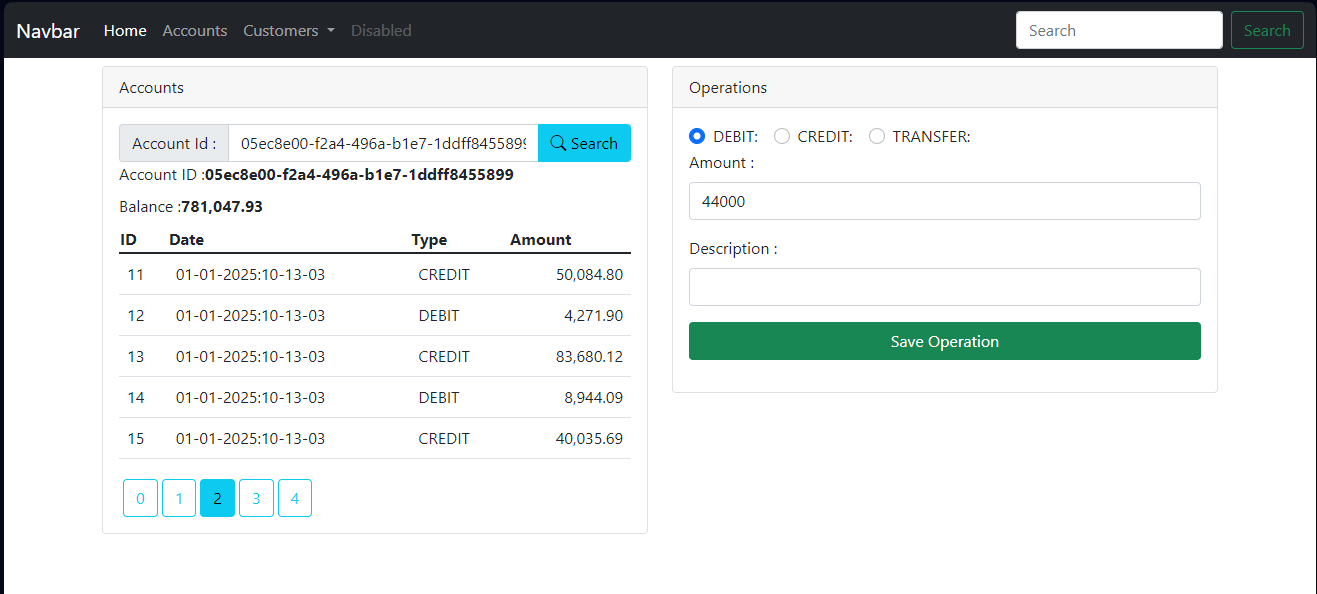 Navbar Home Accounts Customers Disabled Search Search
Accounts
Account Id : 05ec8e00-f2a4-496a-b1e7-1ddff8455899 Search
Account ID :05ec8e00-f2a4-496a-b1e7-1ddff8455899
Balance :781,047.93
ID Date Type Amount
11 01-01-2025:10-13-03 CREDIT 50,084.80
12 01-01-2025:10-13-03 DEBIT 4,271.90
13 01-01-2025:10-13-03 CREDIT 83,680.12
14 01-01-2025:10-13-03 DEBIT 8,944.09
15 01-01-2025:10-13-03 CREDIT 40,035.69
0 1 2 3 4
Operations
DEBIT: CREDIT: TRANSFER:
Amount :
44000
Description :
Save Operation